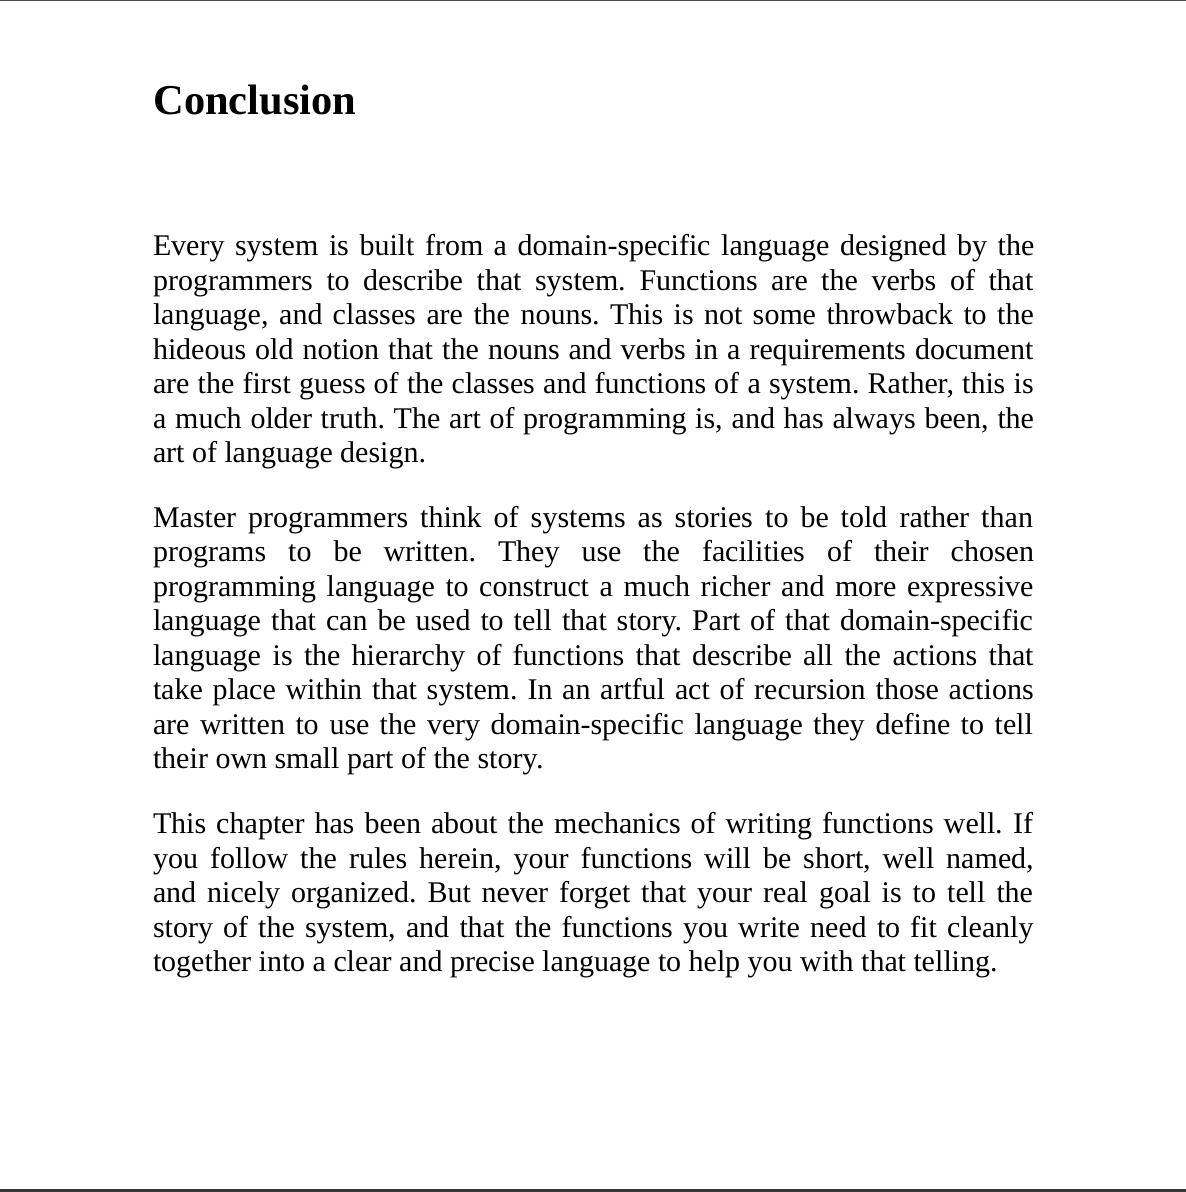 Conclusion
Every system is built from a domain-specific language designed by the
programmers to describe that system. Functions are the verbs of that
language, and classes are the nouns. This is not some throwback to the
hideous old notion that the nouns and verbs in a requirements document
are the first guess of the classes and functions of a system. Rather, this is
a much older truth. The art of programming is, and has always been, the
art of language design.
Master programmers think of systems as stories to be told rather than
programs to be written. They use the facilities of their chosen
programming language to construct a much richer and more expressive
language that can be used to tell that story. Part of that domain-specific
language is the hierarchy of functions that describe all the actions that
take place within that system. In an artful act of recursion those actions
are written to use the very domain-specific language they define to tell
their own small part of the story.
This chapter has been about the mechanics of writing functions well. If
you follow the rules herein, your functions will be short, well named,
and nicely organized. But never forget that your real goal is to tell the
story of the system, and that the functions you write need to fit cleanly
together into a clear and precise language to help you with that telling.